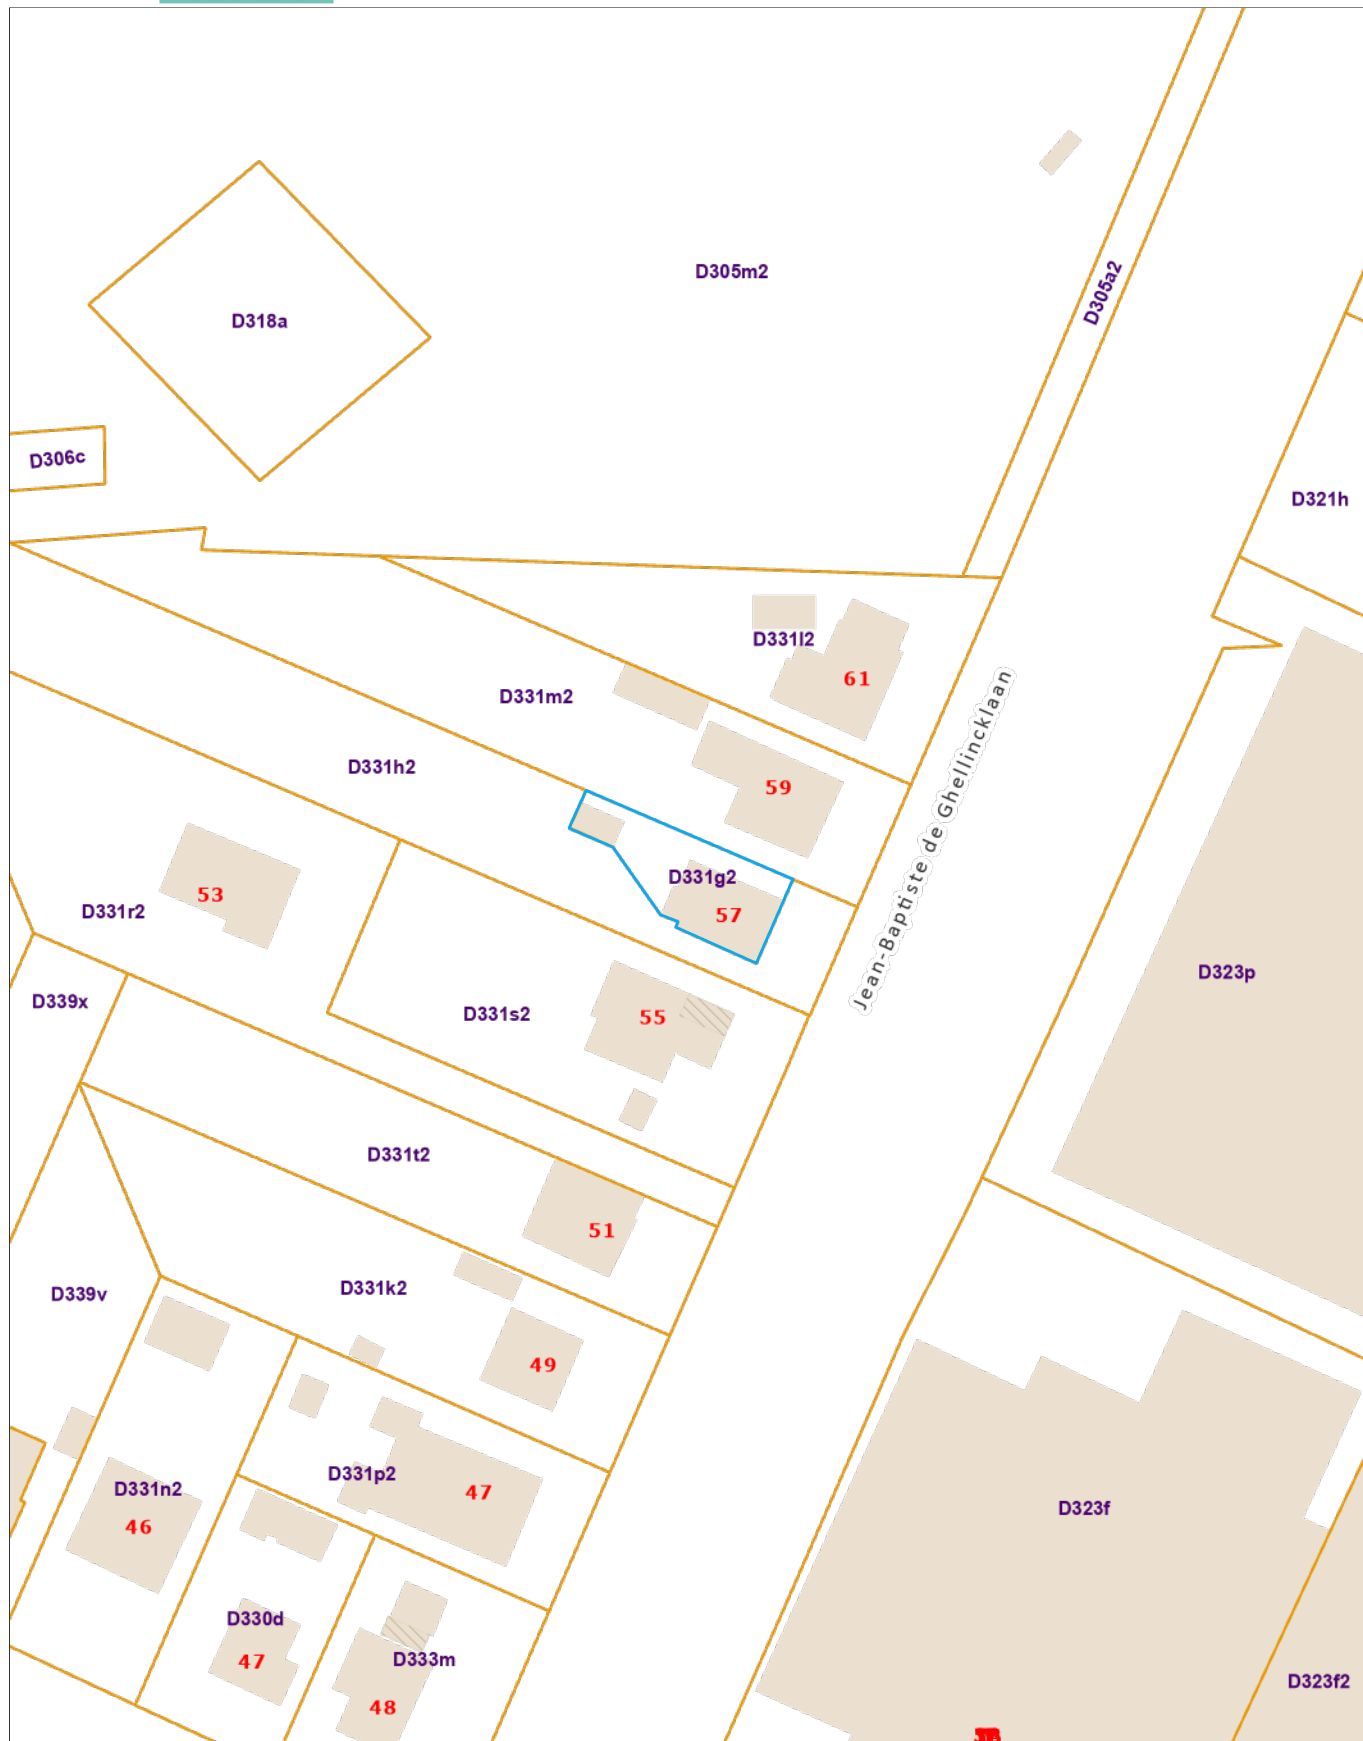 D305m2
D305a2
D318a
D306c
D321h
D331l2
61
D331m2
59
D331h2
Jean-Baptiste de Ghellincklaan
D331g2
57
53
D331r2
D323p
D339x
D331s2
55
D331t2
51
D331k2
D339v
49
D331p2
D331n2
47
46
D323f
D330d
47
D333m
48
D323f2